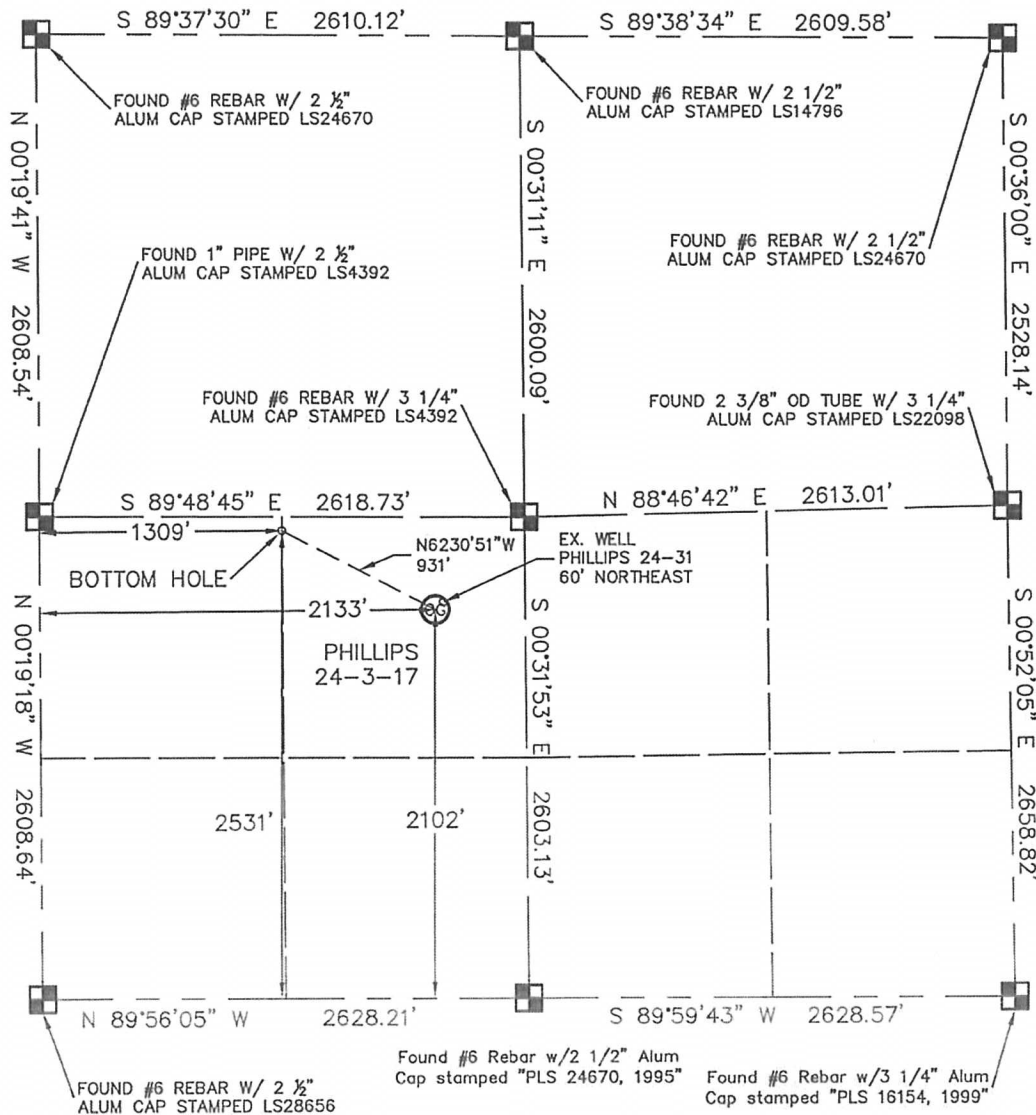 S 89°37'30" E 2610.12'
S 89°38'34" E 2609.58'
FOUND #6 REBAR W/ 2 ½"
ALUM CAP STAMPED LS24670
FOUND #6 REBAR W/ 2 1/2"
ALUM CAP STAMPED LS14796
N 00°19'41" W 2608.54'
S 00°31'11" E 2600.09'
S 00°36'00" E 2528.14'
FOUND 1" PIPE W/ 2 ½"
ALUM CAP STAMPED LS4392
FOUND #6 REBAR W/ 2 1/2"
ALUM CAP STAMPED LS24670
FOUND #6 REBAR W/ 3 1/4"
ALUM CAP STAMPED LS4392
FOUND 2 3/8" OD TUBE W/ 3 1/4"
ALUM CAP STAMPED LS22098
S 89°48'45" E 2618.73'
N 88°46'42" E 2613.01'
1309'
BOTTOM HOLE
N6230'51"W
931'
EX. WELL
PHILLIPS 24-31
60' NORTHEAST
2133'
OG
PHILLIPS
24-3-17
N 00°19'18" W 2608.64'
S 00°31'53" E 2603.13'
S 00°52'05" E 2658.82'
2531'
2102'
N 89°56'05" W 2628.21'
S 89°59'43" W 2628.57'
FOUND #6 REBAR W/ 2 ½"
ALUM CAP STAMPED LS28656
Found #6 Rebar w/2 1/2" Alum
Cap stamped "PLS 24670, 1995"
Found #6 Rebar w/3 1/4" Alum
Cap stamped "PLS 16154, 1999"